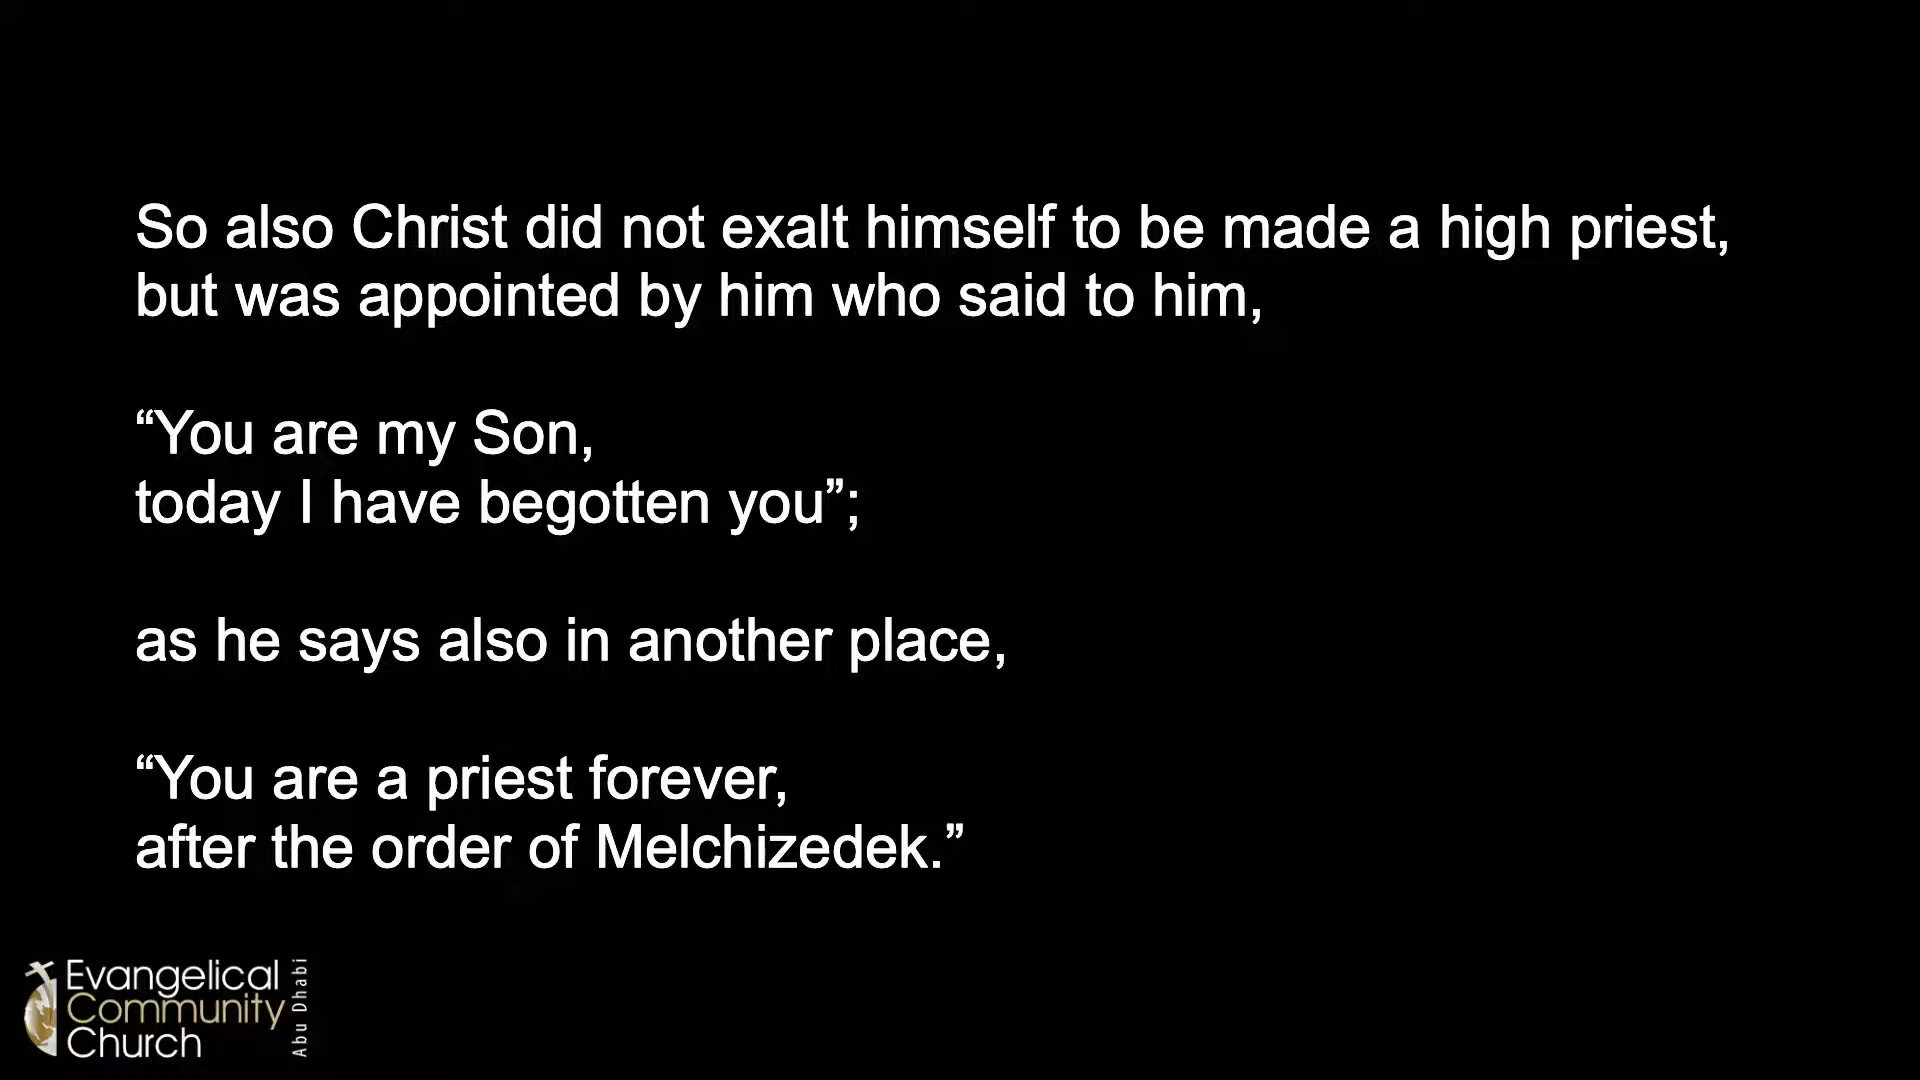 So also Christ did not exalt himself to be made a high priest,
but was appointed by him who said to him,
“You are my Son,
today I have begotten you”;
as he says also in another place,
“You are a priest forever,
after the order of Melchizedek.”
Evangelical
Community
Church
Abu Dhabi